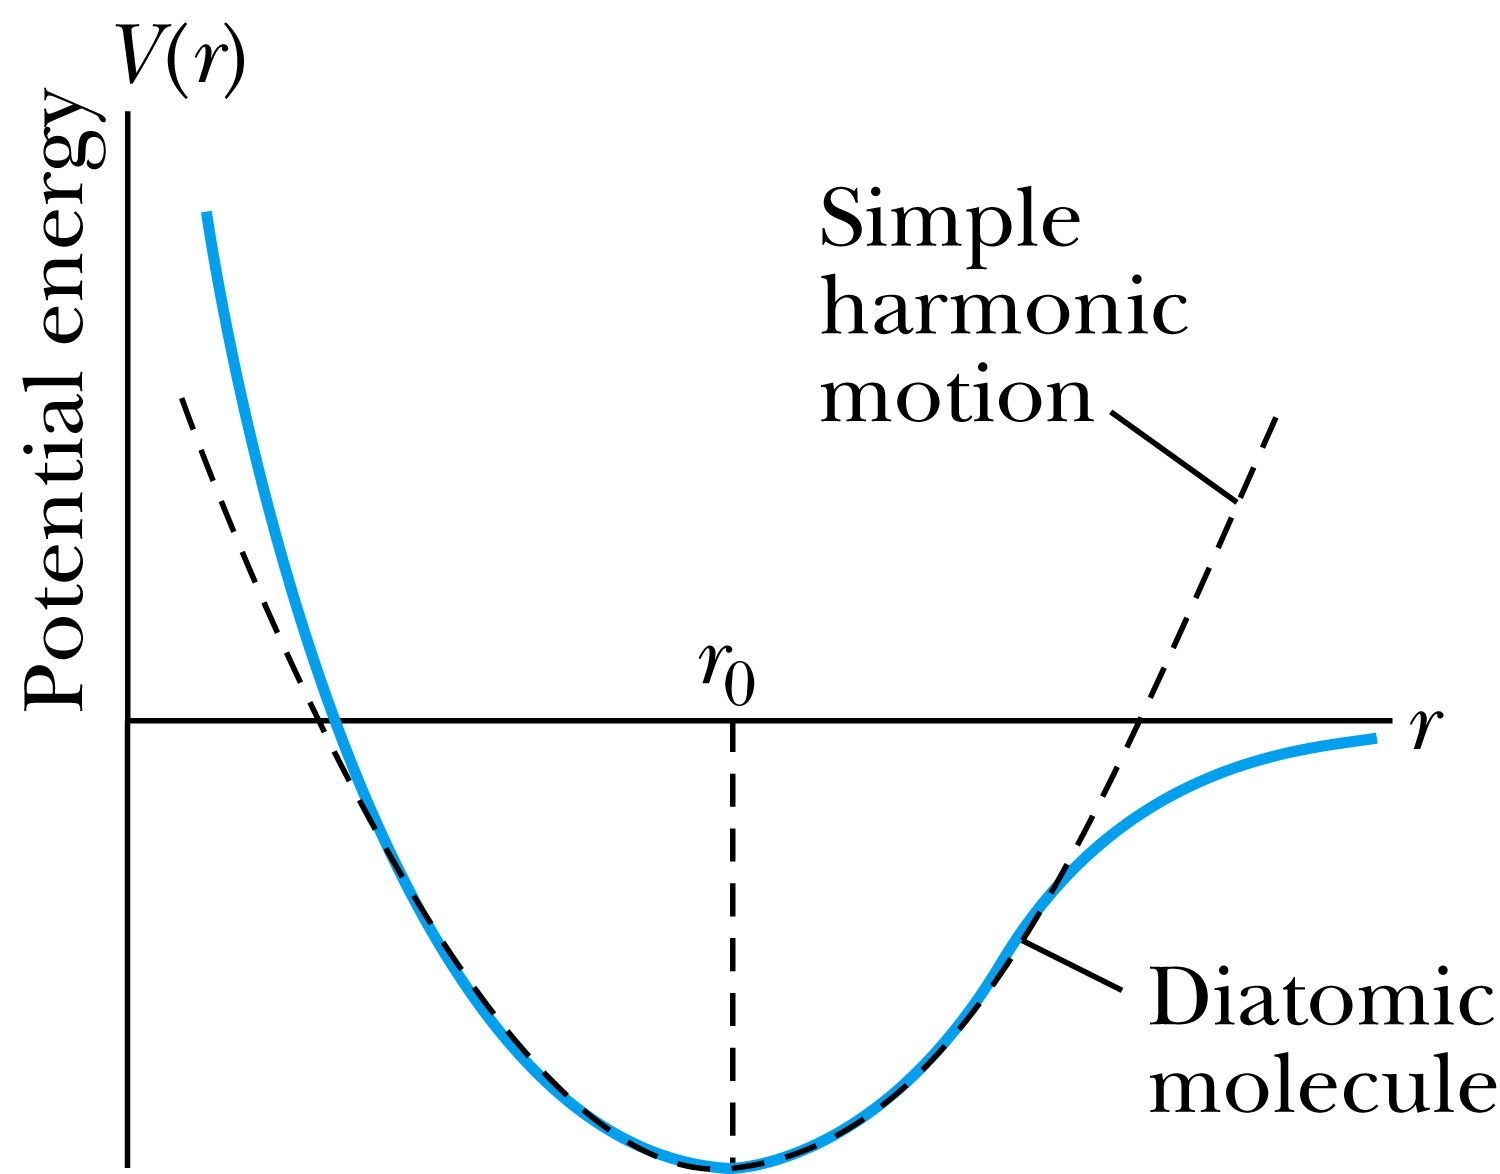 V(r)
Potential energy
Simple
harmonic
motion
r₀
r
Diatomic
molecule